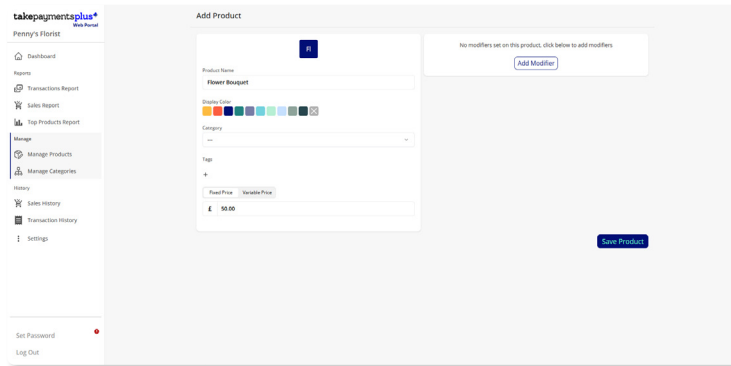 takepaymentsplus+
Web Portal
Penny's Florist
Dashboard
Reports
Transactions Report
Sales Report
Top Products Report
Manage
Manage Products
Manage Categories
History
Sales History
Transaction History
Settings
Set Password
Log Out
Add Product
Fl
Product Name
Flower Bouquet
Display Color
Category
---
Tags
+
Fixed Price Variable Price
£ 50.00
No modifiers set on this product, click below to add modifiers
Add Modifier
Save Product